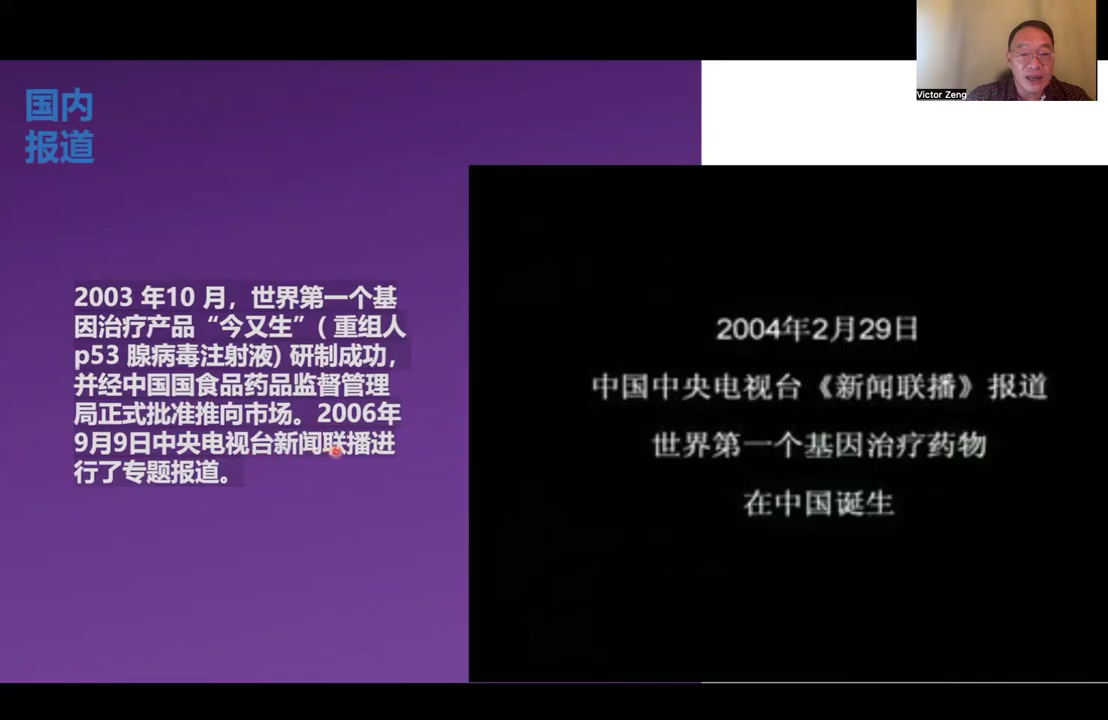 国内
报道
2003 年10 月，世界第一个基
因治疗产品“今又生”( 重组人
p53 腺病毒注射液) 研制成功，
并经中国国食品药品监督管理
局正式批准推向市场。2006年
9月9日中央电视台新闻联播进
行了专题报道。
2004年2月29日
中国中央电视台《新闻联播》报道
世界第一个基因治疗药物
在中国诞生
Victor Zeng